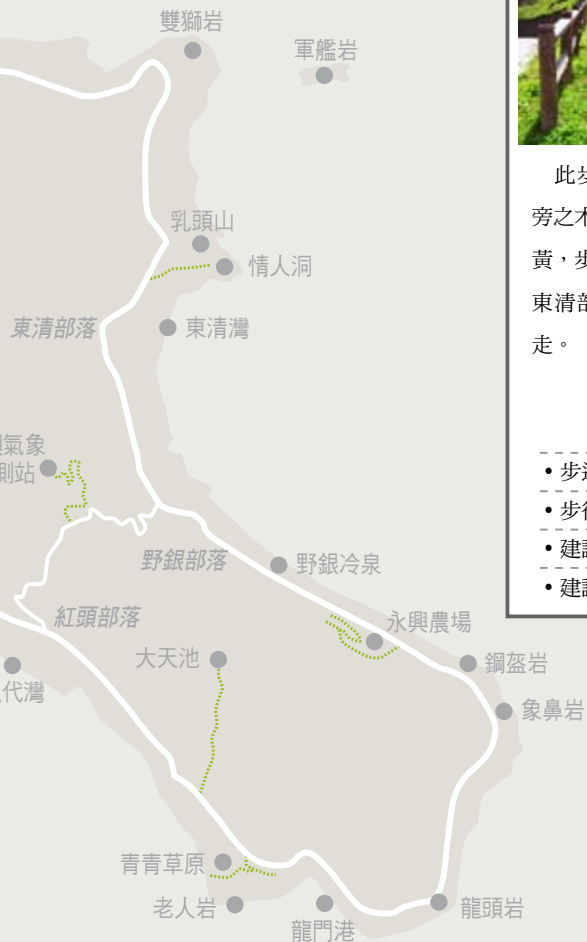 雙獅岩
軍艦岩
乳頭山
情人洞
東清部落
東清灣
氣象
測站
野銀部落
野銀冷泉
紅頭部落
永興農場
大天池
鋼盔岩
代灣
象鼻岩
青青草原
老人岩
龍門港
龍頭岩
此步
旁之木
黃，步
東清部
走。
• 步
• 步
• 建
• 建